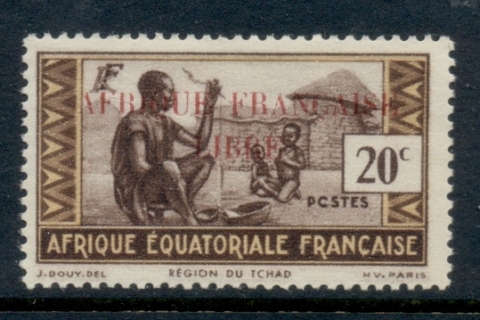 F
AFRIQUE FRANÇAISE
LIBRE
20c
POSTES
AFRIQUE ÉQUATORIALE FRANÇAISE
J. DOUY. DEL RÉGION DU TCHAD H V. PARIS